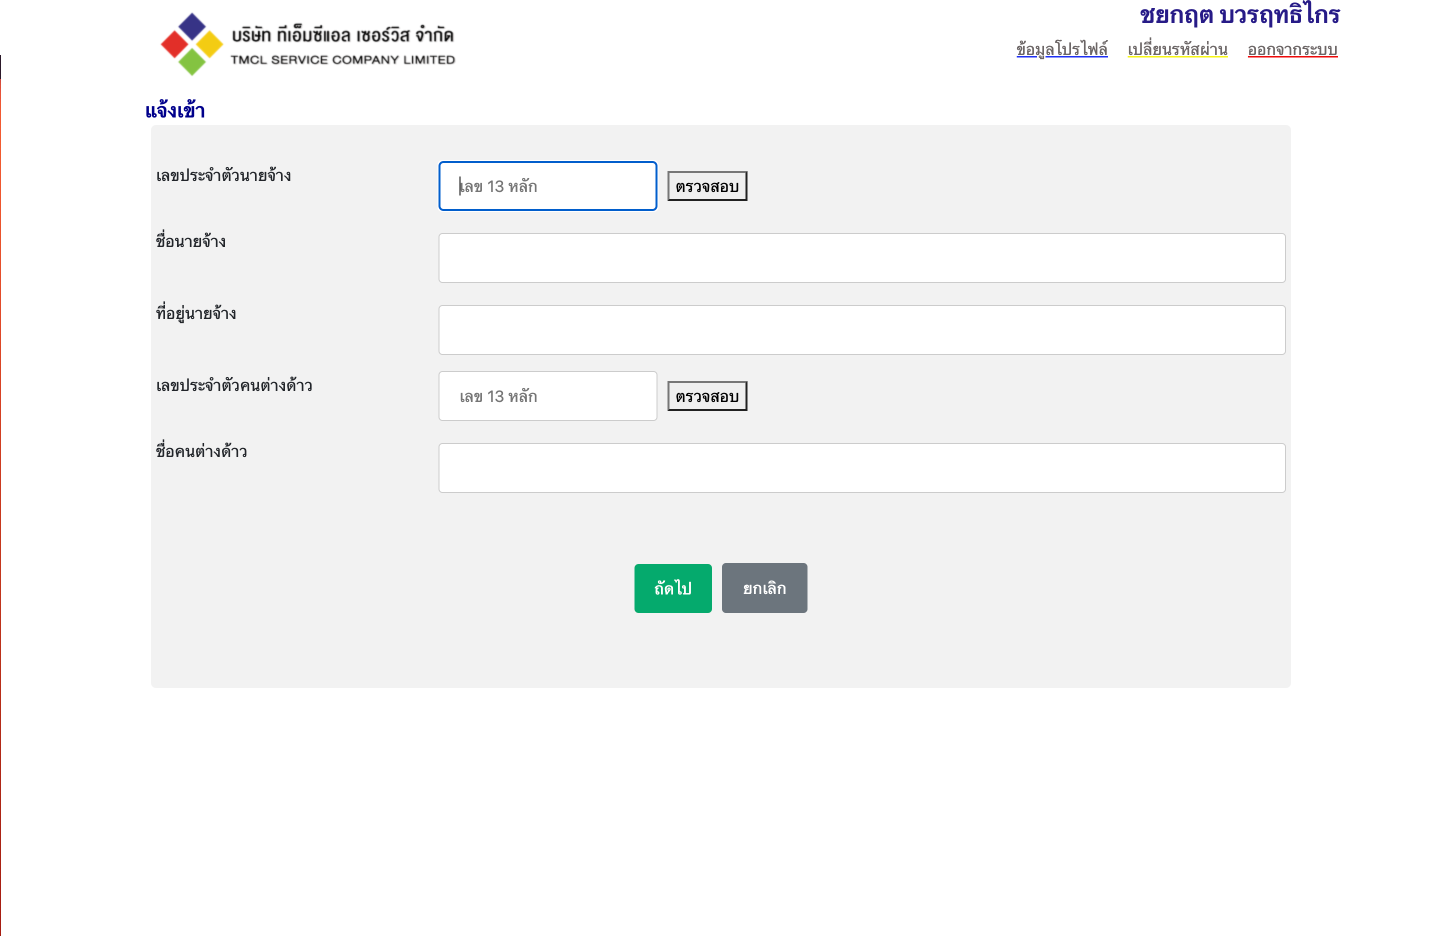 ชยกฤต บวรฤทธิไกร
บริษัท ทีเอ็มซีแอล เซอร์วิส จำกัด
TMCL SERVICE COMPANY LIMITED
ข้อมูลโปรไฟล์ เปลี่ยนรหัสผ่าน ออกจากระบบ
แจ้งเข้า
เลขประจำตัวนายจ้าง เลข 13 หลัก ตรวจสอบ
ชื่อนายจ้าง
ที่อยู่นายจ้าง
เลขประจำตัวคนต่างด้าว เลข 13 หลัก ตรวจสอบ
ชื่อคนต่างด้าว
ถัดไป ยกเลิก